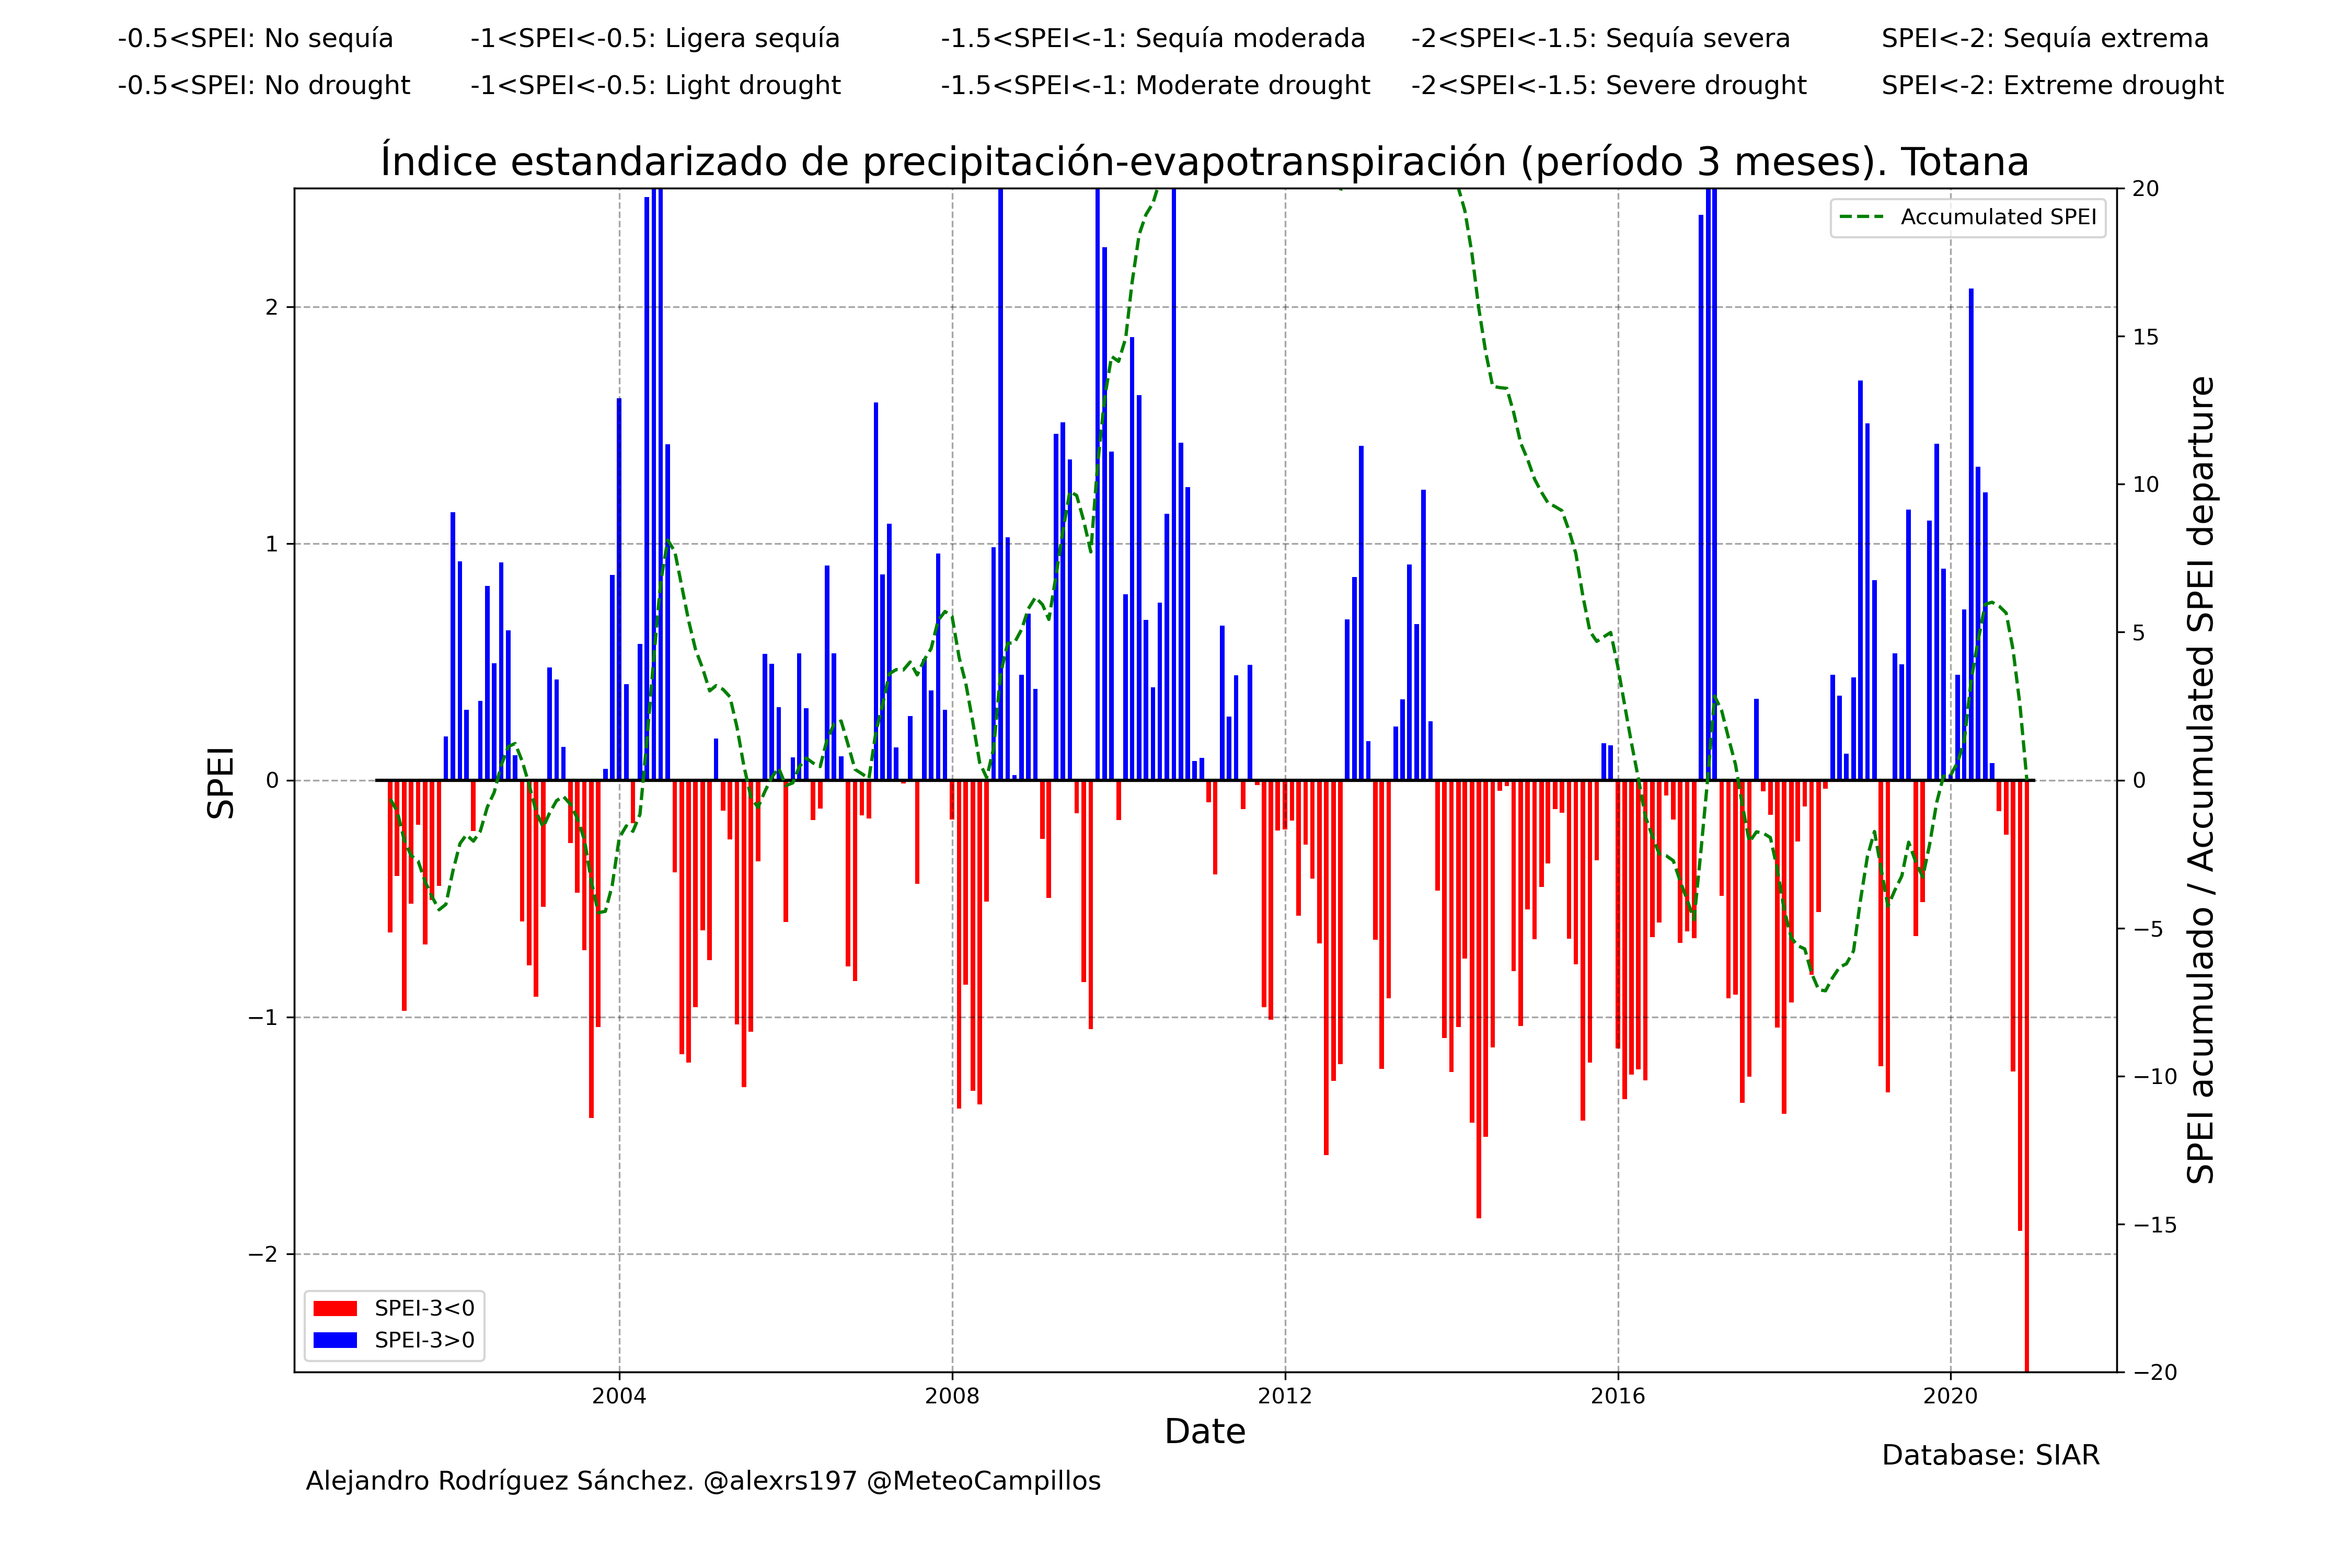 -0.5<SPEI: No sequía -1<SPEI<-0.5: Ligera sequía -1.5<SPEI<-1: Sequía moderada -2<SPEI<-1.5: Sequía severa SPEI<-2: Sequía extrema
-0.5<SPEI: No drought -1<SPEI<-0.5: Light drought -1.5<SPEI<-1: Moderate drought -2<SPEI<-1.5: Severe drought SPEI<-2: Extreme drought
Índice estandarizado de precipitación-evapotranspiración (período 3 meses). Totana
Accumulated SPEI
SPEI
2
1
0
−1
−2
20
15
10
5
0
−5
−10
−15
−20
SPEI acumulado / Accumulated SPEI departure
SPEI-3<0
SPEI-3>0
2004 2008 2012 2016 2020
Date
Database: SIAR
Alejandro Rodríguez Sánchez. @alexrs197 @MeteoCampillos